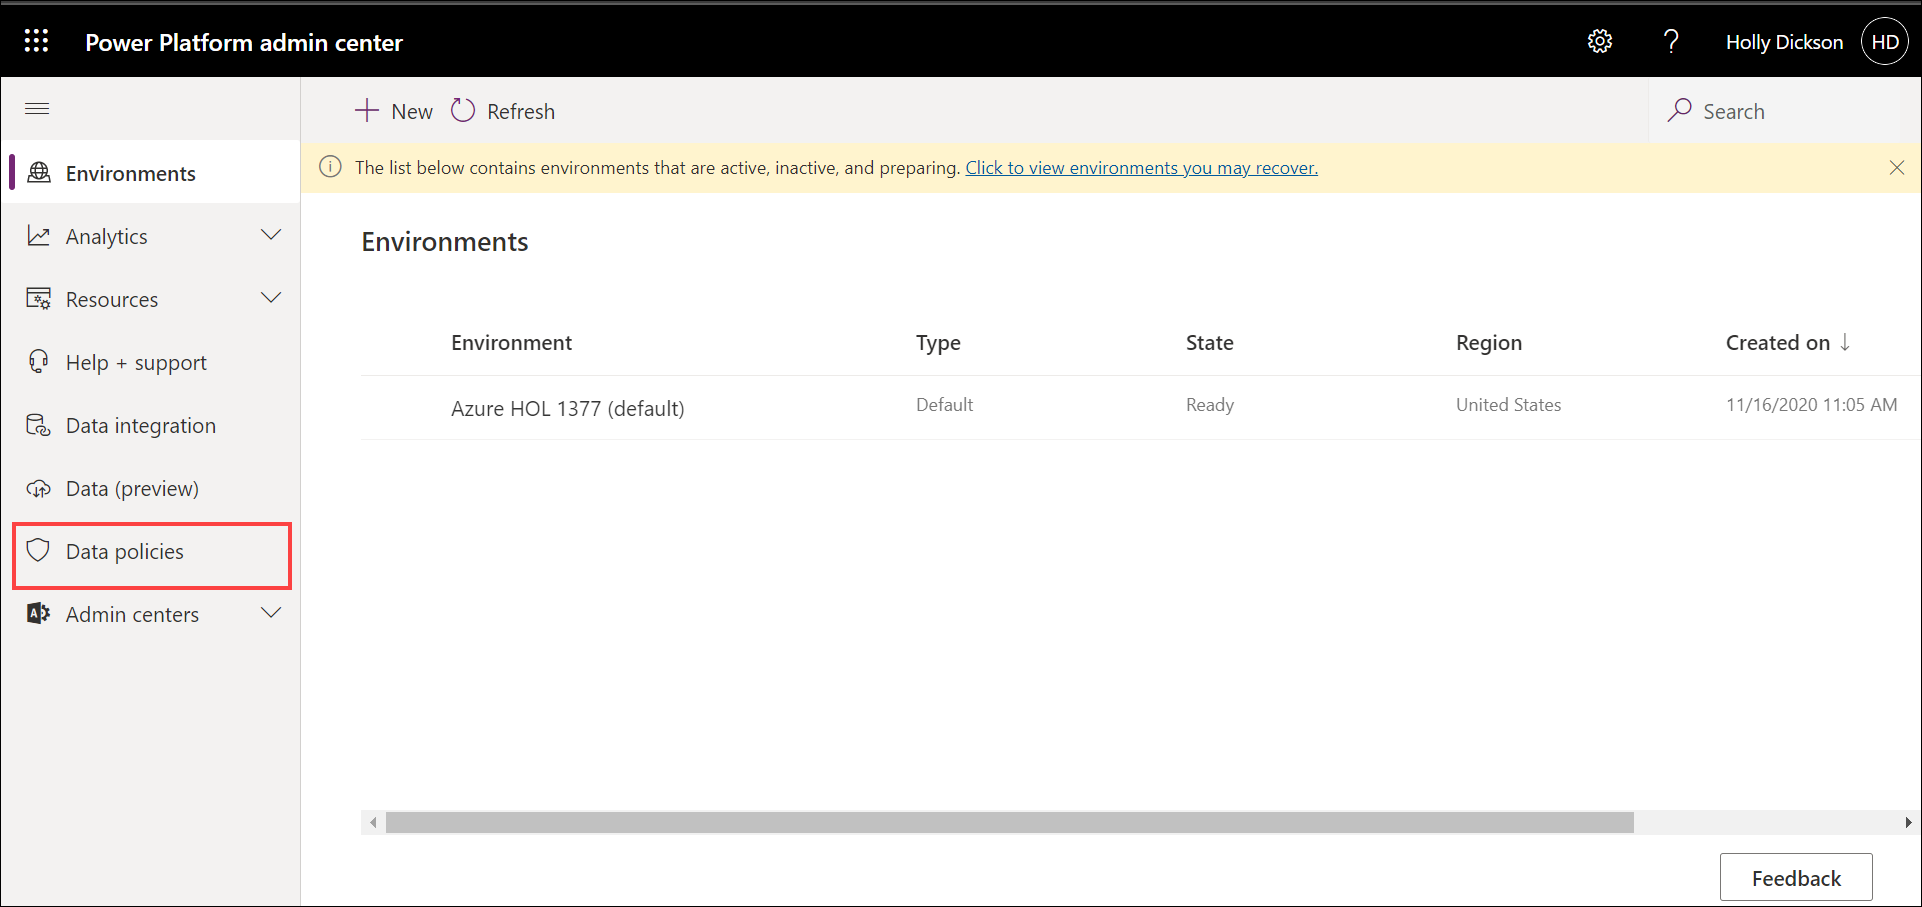 Power Platform admin center
? Holly Dickson HD
New Refresh Search
Environments
Analytics
Resources
Help + support
Data integration
Data (preview)
Data policies
Admin centers
The list below contains environments that are active, inactive, and preparing. Click to view environments you may recover.
Environments
Environment Type State Region Created on ↓
Azure HOL 1377 (default) Default Ready United States 11/16/2020 11:05 AM
Feedback